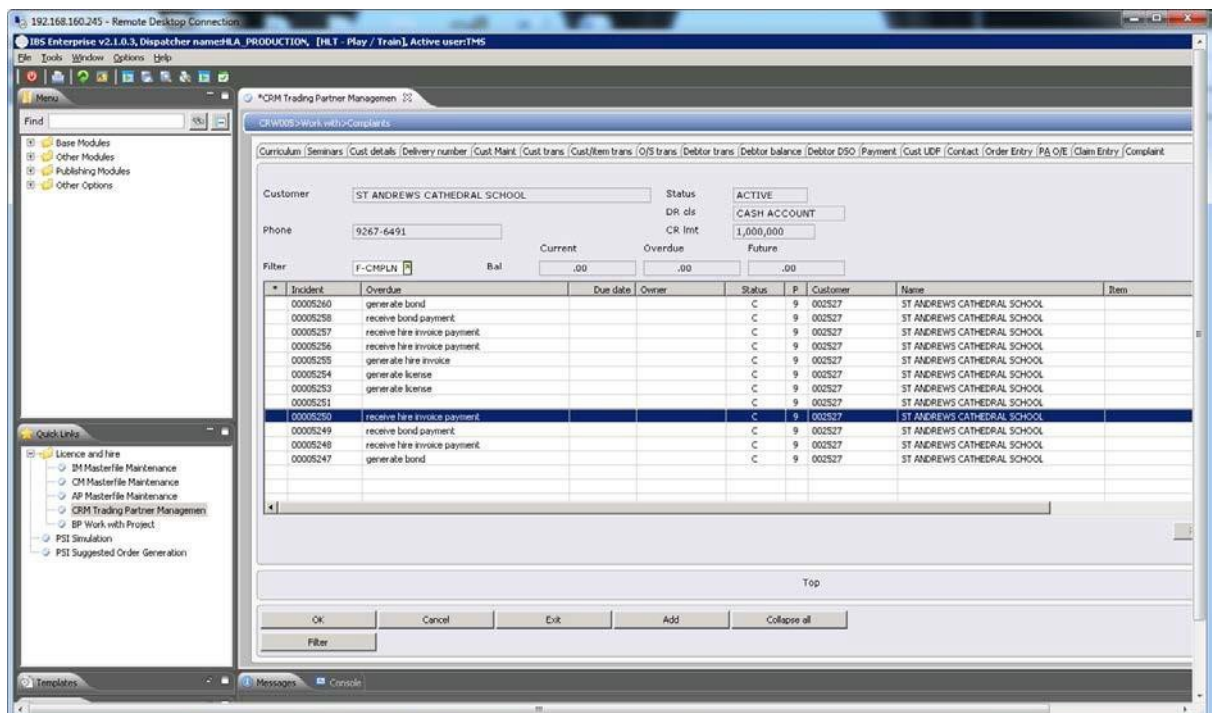 192.168.160.245 - Remote Desktop Connection
IBS Enterprise v2.1.0.3, Dispatcher name:HLA_PRODUCTION, [HLT - Play / Train], Active user:TMS
File Tools Window Options Help
Menu
*CRM Trading Partner Managemen
Find
CRW005>Work with>Complaints
Base Modules
Other Modules
Publishing Modules
Other Options
Curriculum Seminars Cust details Delivery number Cust Maint Cust trans Cust/Item trans O/S trans Debtor trans Debtor balance Debtor DSO Payment Cust UDF Contact Order Entry PA O/E Claim Entry Complaint
Customer ST ANDREWS CATHEDRAL SCHOOL Status ACTIVE
DR cls CASH ACCOUNT
Phone 9267-6491 CR lmt 1,000,000
Current Overdue Future
Filter F-CMPLN Bal .00 .00 .00
* Incident Overdue Due date Owner Status P Customer Name Item
00005260 generate bond C 9 002527 ST ANDREWS CATHEDRAL SCHOOL
00005258 receive bond payment C 9 002527 ST ANDREWS CATHEDRAL SCHOOL
00005257 receive hire invoice payment C 9 002527 ST ANDREWS CATHEDRAL SCHOOL
00005256 receive hire invoice payment C 9 002527 ST ANDREWS CATHEDRAL SCHOOL
00005255 generate hire invoice C 9 002527 ST ANDREWS CATHEDRAL SCHOOL
00005254 generate license C 9 002527 ST ANDREWS CATHEDRAL SCHOOL
00005253 generate license C 9 002527 ST ANDREWS CATHEDRAL SCHOOL
00005251 C 9 002527 ST ANDREWS CATHEDRAL SCHOOL
00005250 receive hire invoice payment C 9 002527 ST ANDREWS CATHEDRAL SCHOOL
00005249 receive bond payment C 9 002527 ST ANDREWS CATHEDRAL SCHOOL
00005248 receive hire invoice payment C 9 002527 ST ANDREWS CATHEDRAL SCHOOL
00005247 generate bond C 9 002527 ST ANDREWS CATHEDRAL SCHOOL
Quick Links
Licence and hire
IM Masterfile Maintenance
CM Masterfile Maintenance
AP Masterfile Maintenance
CRM Trading Partner Managemen
BP Work with Project
PSI Simulation
PSI Suggested Order Generation
Top
OK Cancel Exit Add Collapse all
Filter
Templates
Messages Console